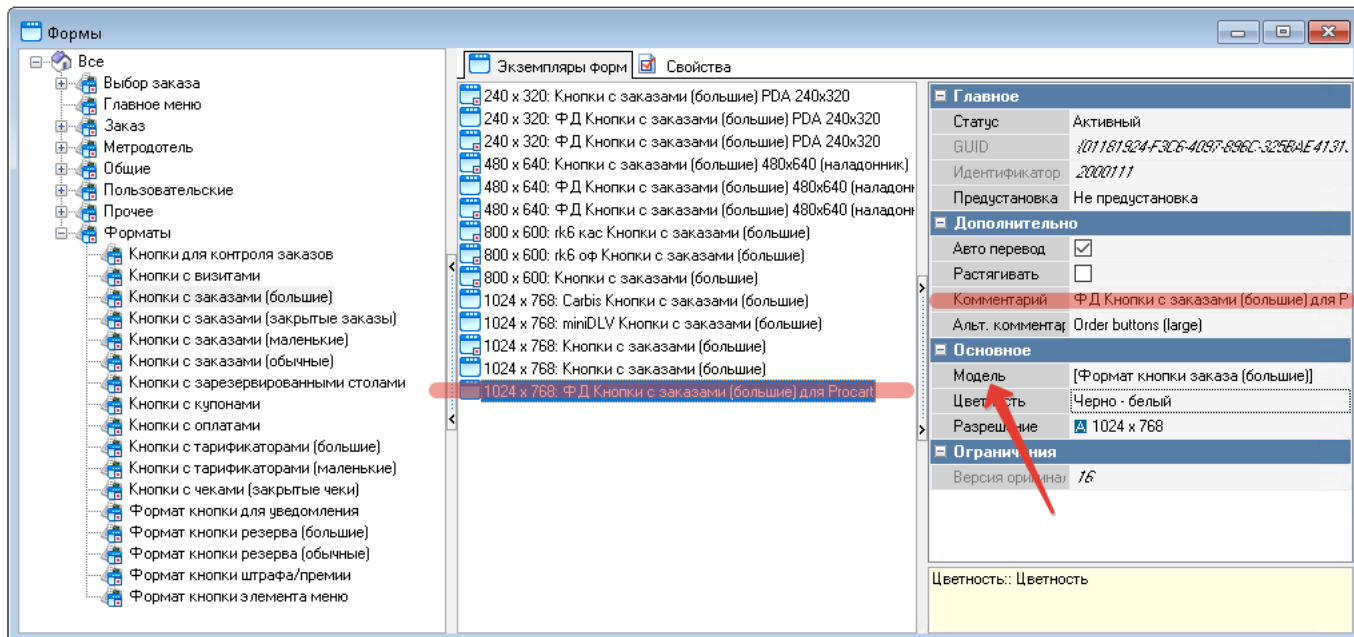 Формы
Все
Выбор заказа
Главное меню
Заказ
Метродотель
Общие
Пользовательские
Прочее
Форматы
Кнопки для контроля заказов
Кнопки с визитами
Кнопки с заказами (большие)
Кнопки с заказами (закрытые заказы)
Кнопки с заказами (маленькие)
Кнопки с заказами (обычные)
Кнопки с зарезервированными столами
Кнопки с купонами
Кнопки с оплатами
Кнопки с тарификаторами (большие)
Кнопки с тарификаторами (маленькие)
Кнопки с чеками (закрытые чеки)
Формат кнопки для уведомления
Формат кнопки резерва (большие)
Формат кнопки резерва (обычные)
Формат кнопки штрафа/премии
Формат кнопки элемента меню
Экземпляры форм Свойства
240 x 320: Кнопки с заказами (большие) PDA 240x320
240 x 320: ФД Кнопки с заказами (большие) PDA 240x320
240 x 320: ФД Кнопки с заказами (большие) PDA 240x320
480 x 640: Кнопки с заказами (большие) 480x640 (наладонник)
480 x 640: ФД Кнопки с заказами (большие) 480x640 (наладонн
480 x 640: ФД Кнопки с заказами (большие) 480x640 (наладонн
800 x 600: rk6 кас Кнопки с заказами (большие)
800 x 600: rk6 оф Кнопки с заказами (большие)
800 x 600: Кнопки с заказами (большие)
1024 x 768: Carbis Кнопки с заказами (большие)
1024 x 768: miniDLV Кнопки с заказами (большие)
1024 x 768: Кнопки с заказами (большие)
1024 x 768: Кнопки с заказами (большие)
1024 x 768: ФД Кнопки с заказами (большие) для Procart
Главное
Статус Активный
GUID {01181924-F3C6-4097-896C-325BAE4131
Идентификатор 2000111
Предустановка Не предустановка
Дополнительно
Авто перевод
Растягивать
Комментарий ФД Кнопки с заказами (большие) для P
Альт. коммента Order buttons (large)
Основное
Модель [Формат кнопки заказа (большие)]
Цветность Черно - белый
Разрешение A 1024 x 768
Ограничения
Версия оригинал 16
Цветность:: Цветность